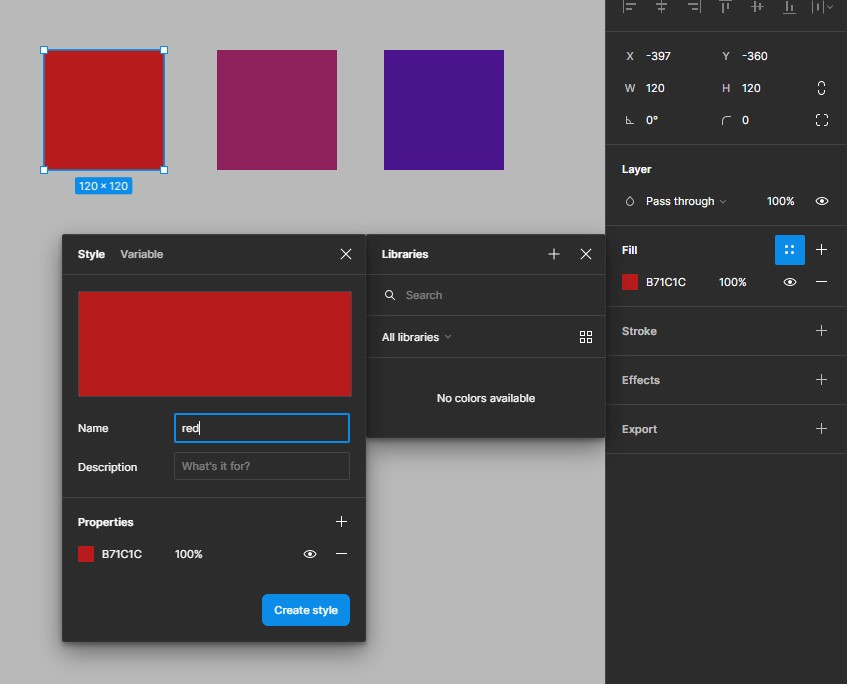 120 × 120
Style Variable
Name red
Description What's it for?
Properties
B71C1C 100%
Create style
Libraries
Search
All libraries
No colors available
X -397 Y -360
W 120 H 120
0° 0
Layer
Pass through 100%
Fill
B71C1C 100%
Stroke
Effects
Export